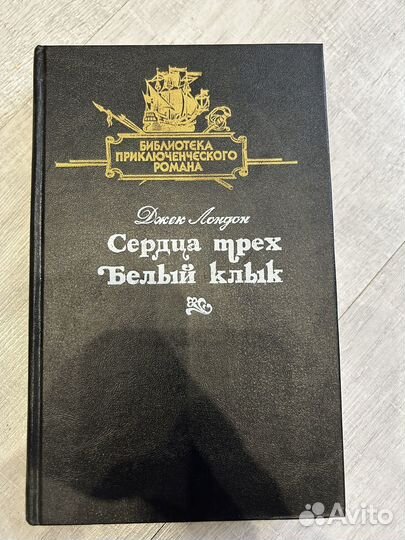 БИБЛИОТЕКА
ПРИКЛЮЧЕНЧЕСКОГО
РОМАНА
Джек Лондон
Сердца трех
Белый клык
Avito